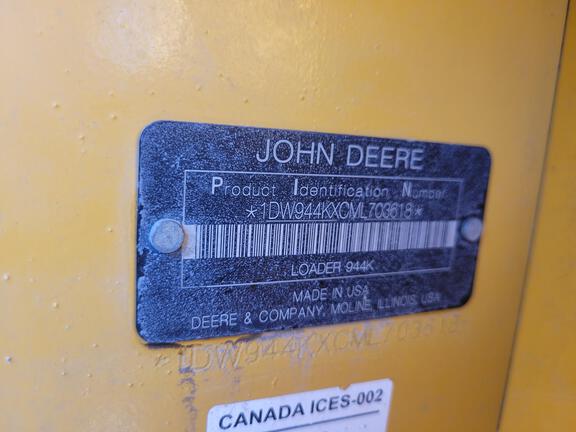 JOHN DEERE
Product Identification Number
*1DW944KXCML703618*
LOADER 944K
MADE IN USA
DEERE & COMPANY, MOLINE, ILLINOIS, USA
*1DW944KXCML703618*
CANADA ICES-002